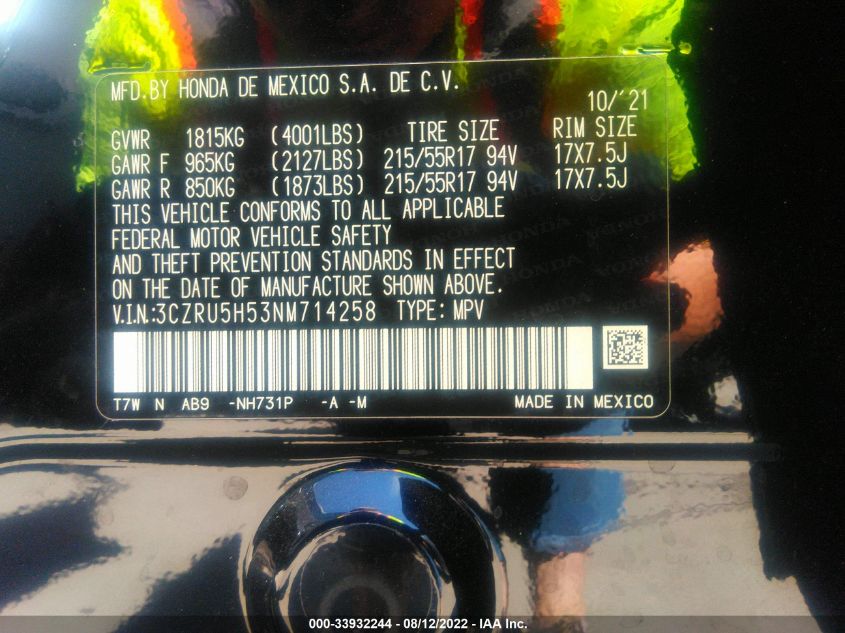 MFD.BY HONDA DE MEXICO S.A. DE C.V.
10/'21
GVWR 1815KG (4001LBS) TIRE SIZE RIM SIZE
GAWR F 965KG (2127LBS) 215/55R17 94V 17X7.5J
GAWR R 850KG (1873LBS) 215/55R17 94V 17X7.5J
THIS VEHICLE CONFORMS TO ALL APPLICABLE
FEDERAL MOTOR VEHICLE SAFETY
AND THEFT PREVENTION STANDARDS IN EFFECT
ON THE DATE OF MANUFACTURE SHOWN ABOVE.
V.I.N.:3CZRU5H53NM714258 TYPE: MPV
T7W N AB9 -NH731P -A -M MADE IN MEXICO
000-33932244 - 08/12/2022 - IAA Inc.